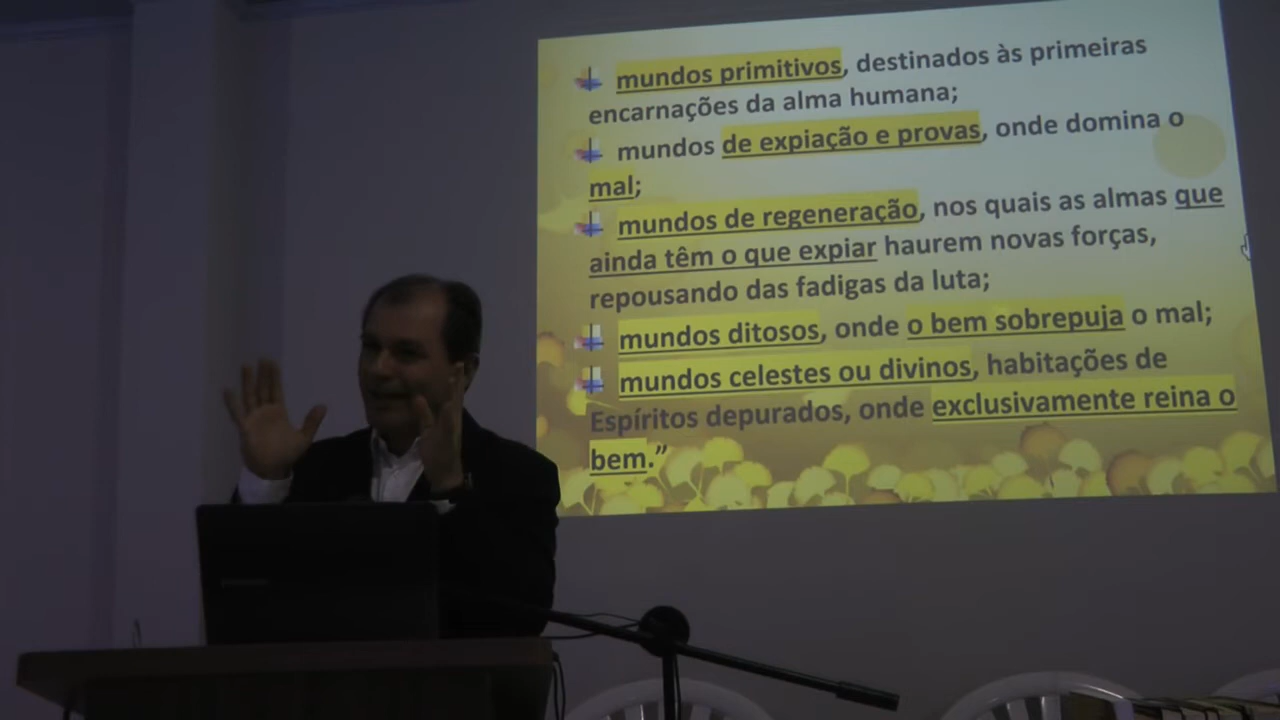 mundos primitivos, destinados às primeiras
encarnações da alma humana;
mundos de expiação e provas, onde domina o
mal;
mundos de regeneração, nos quais as almas que
ainda têm o que expiar haurem novas forças,
repousando das fadigas da luta;
mundos ditosos, onde o bem sobrepuja o mal;
mundos celestes ou divinos, habitações de
Espíritos depurados, onde exclusivamente reina o
bem.”